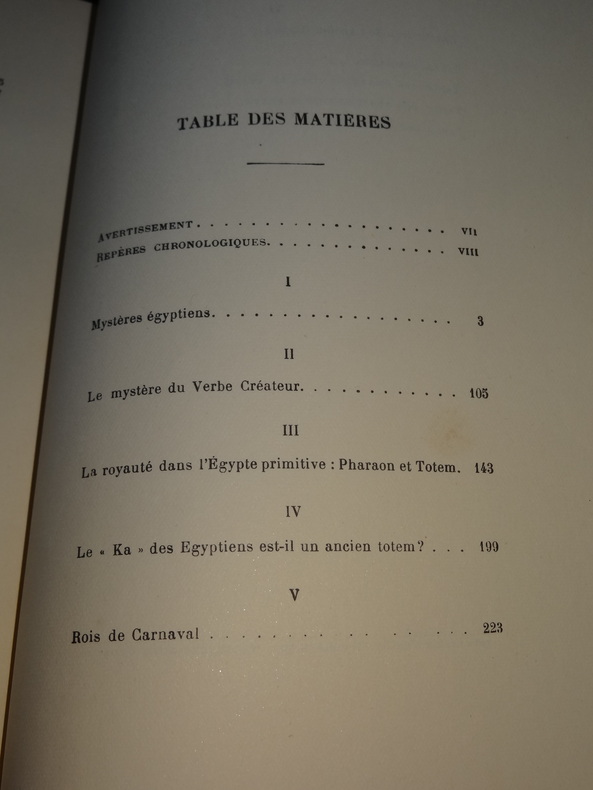 TABLE DES MATIÈRES
AVERTISSEMENT . . . . . . . . . . . . . . . . . . . VII
REPÈRES CHRONOLOGIQUES. . . . . . . . . . . . . . VIII
I
Mystères égyptiens. . . . . . . . . . . . . . . . . . 3
II
Le mystère du Verbe Créateur. . . . . . . . . . . . 105
III
La royauté dans l'Égypte primitive : Pharaon et Totem. 143
IV
Le « Ka » des Egyptiens est-il un ancien totem ? . . . 199
V
Rois de Carnaval . . . . . . . . . . . . . 223